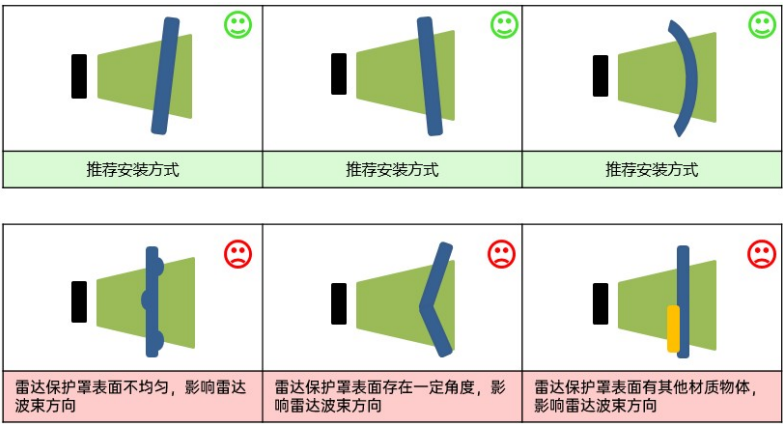 推荐安装方式
推荐安装方式
推荐安装方式
雷达保护罩表面不均匀，影响雷达
波束方向
雷达保护罩表面存在一定角度，影
响雷达波束方向
雷达保护罩表面有其他材质物体，
影响雷达波束方向